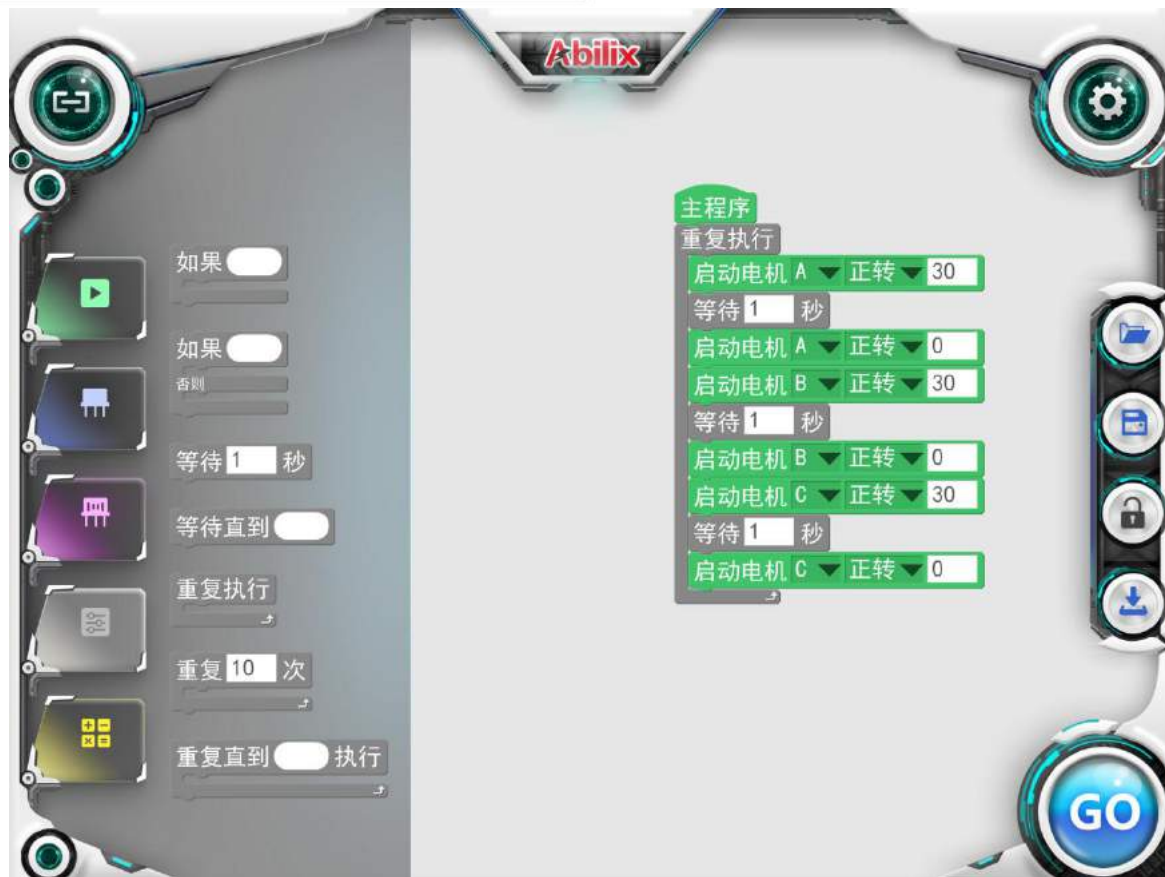 Abilix
如果
如果
否则
等待 1 秒
等待直到
重复执行
重复 10 次
重复直到 执行
主程序
重复执行
启动电机 A 正转 30
等待 1 秒
启动电机 A 正转 0
启动电机 B 正转 30
等待 1 秒
启动电机 B 正转 0
启动电机 C 正转 30
等待 1 秒
启动电机 C 正转 0
GO